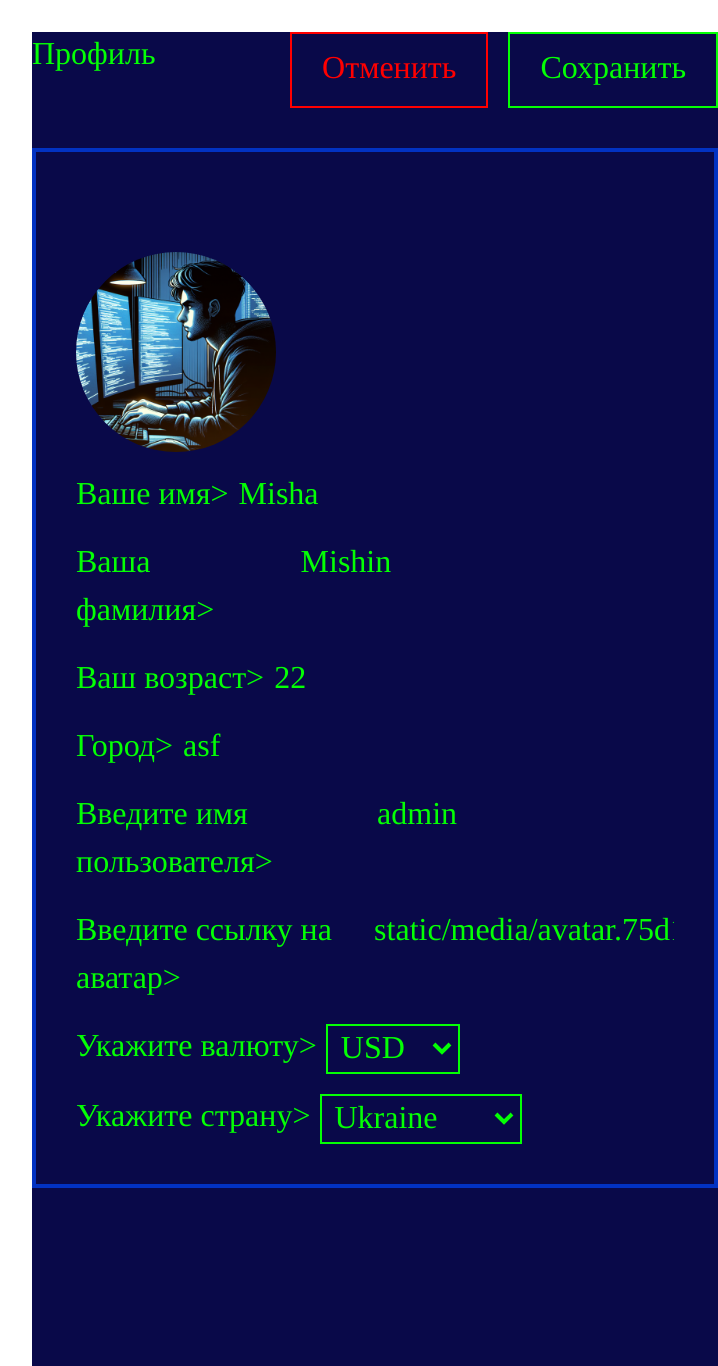 Профиль
Отменить
Сохранить
Ваше имя> Misha
Ваша Mishin
фамилия>
Ваш возраст> 22
Город> asf
Введите имя admin
пользователя>
Введите ссылку на static/media/avatar.75d
аватар>
Укажите валюту> USD
Укажите страну> Ukraine